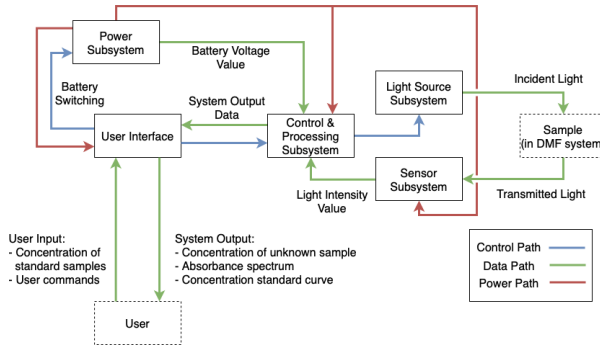 Power
Subsystem
Battery Voltage
Value
Battery
Switching
System Output
Data
User Interface
Control &
Processing
Subsystem
Light Source
Subsystem
Incident Light
Sample
(in DMF system)
Sensor
Subsystem
Light Intensity
Value
Transmitted Light
User Input:
- Concentration of
standard samples
- User commands
System Output:
- Concentration of unknown sample
- Absorbance spectrum
- Concentration standard curve
User
Control Path
Data Path
Power Path